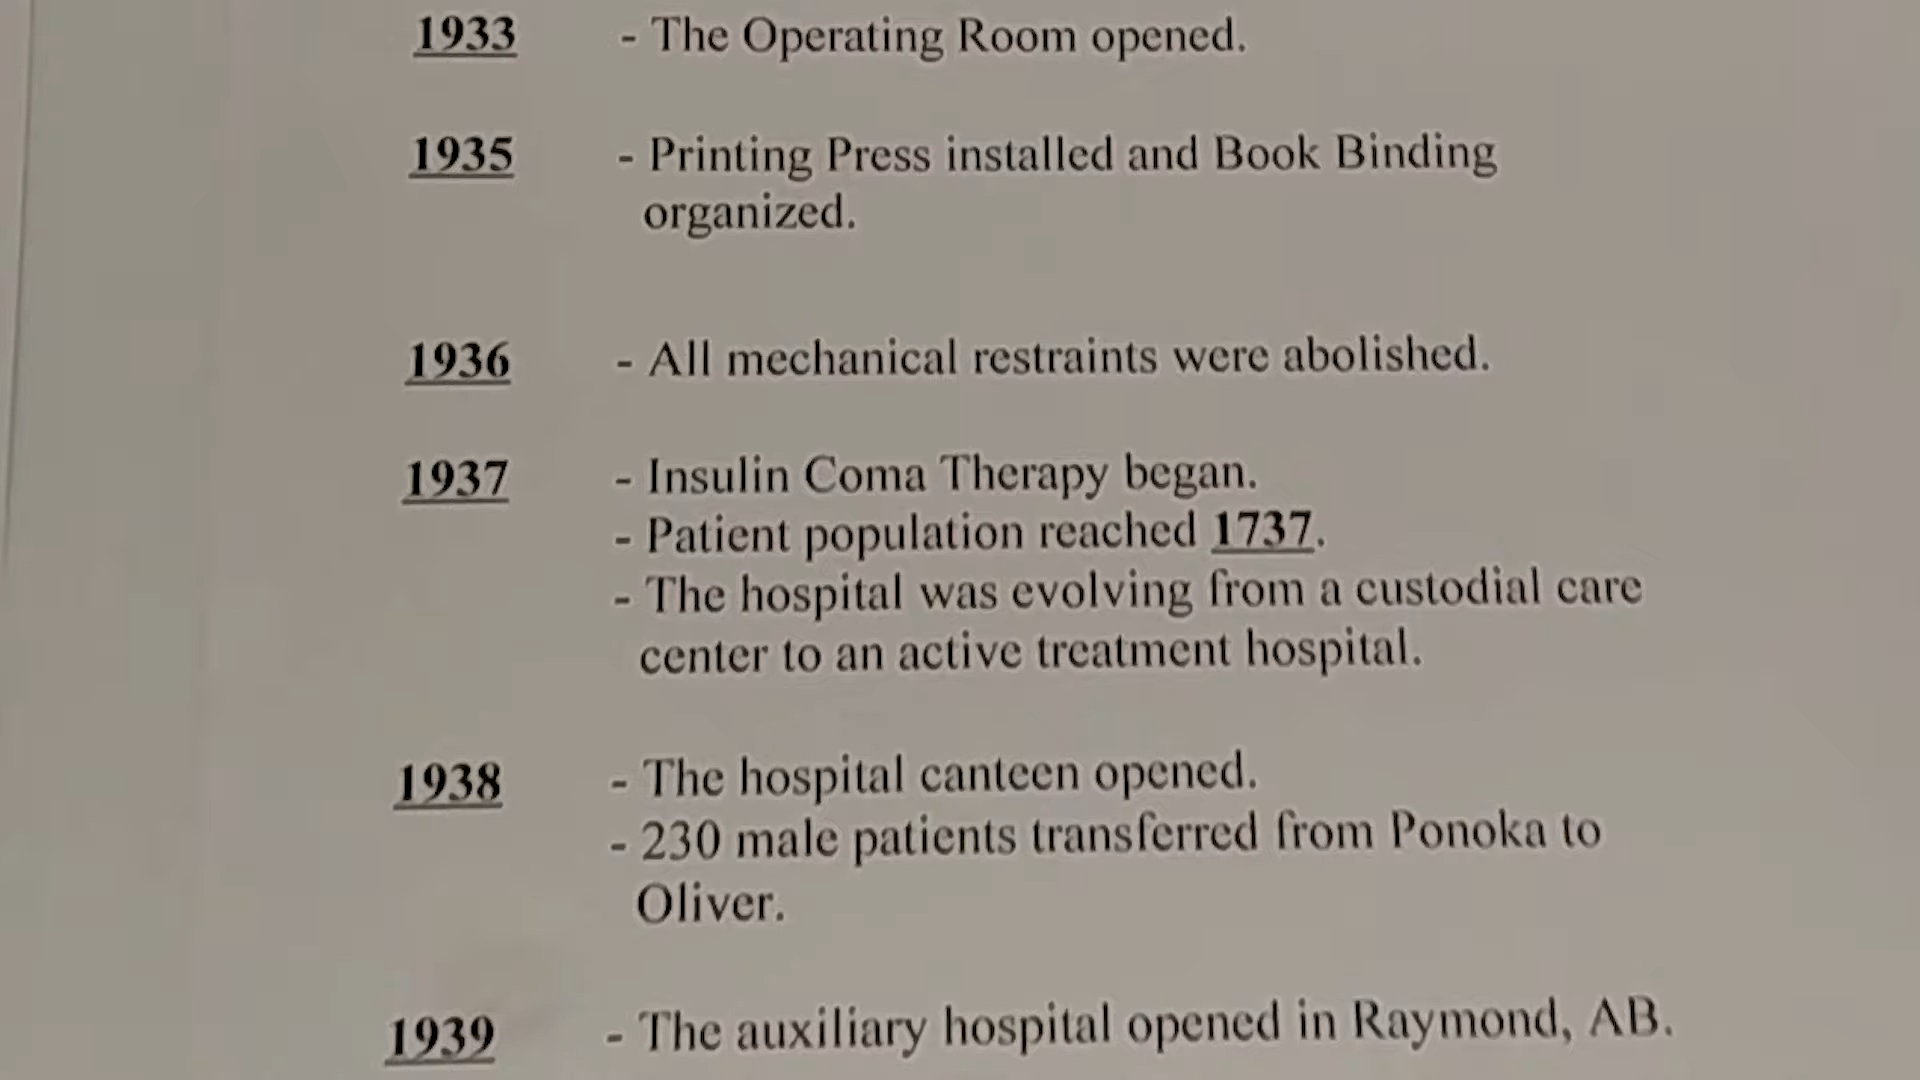 1933 - The Operating Room opened.
1935 - Printing Press installed and Book Binding
organized.
1936 - All mechanical restraints were abolished.
1937 - Insulin Coma Therapy began.
- Patient population reached 1737.
- The hospital was evolving from a custodial care
center to an active treatment hospital.
1938 - The hospital canteen opened.
- 230 male patients transferred from Ponoka to
Oliver.
1939 - The auxiliary hospital opened in Raymond, AB.